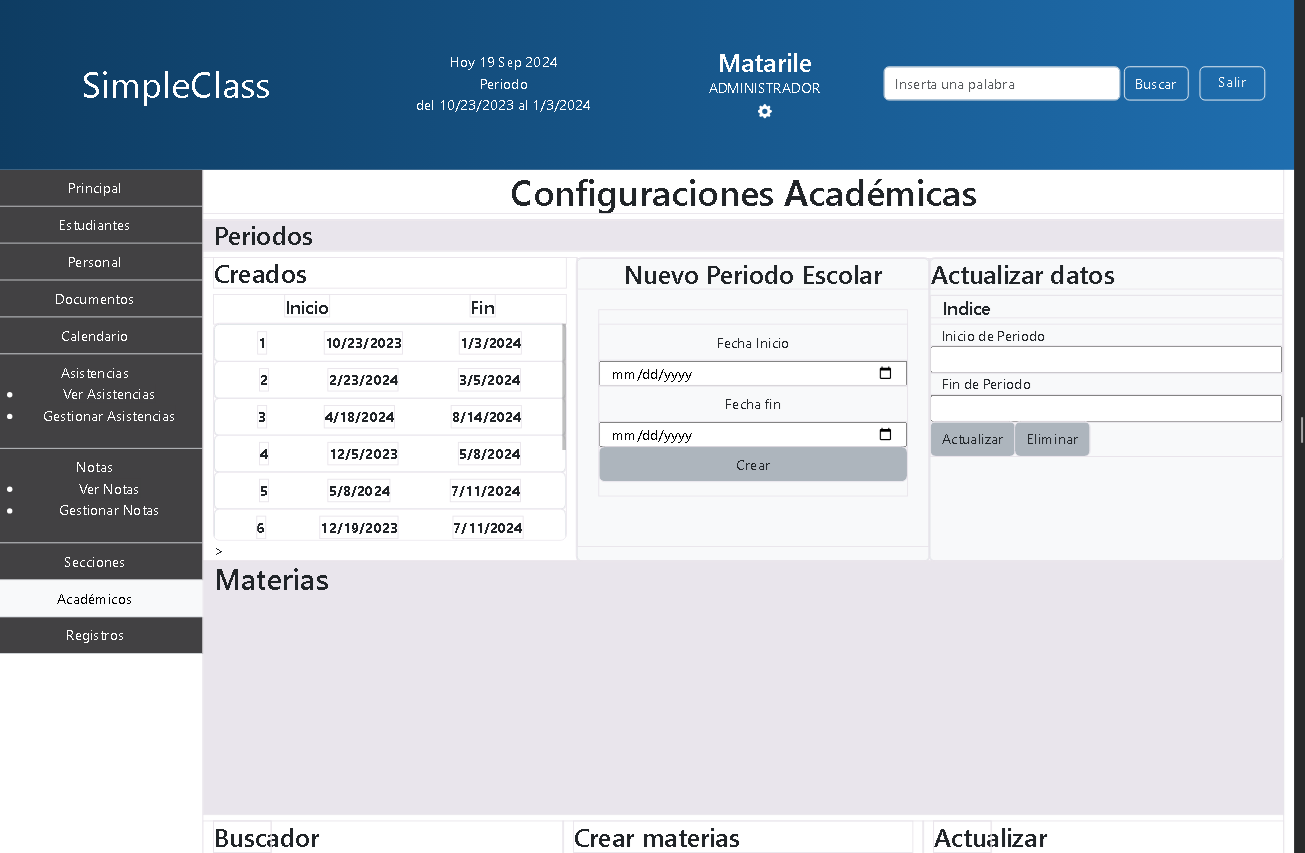 SimpleClass
Hoy 19 Sep 2024
Periodo
del 10/23/2023 al 1/3/2024
Matarile
ADMINISTRADOR
Inserta una palabra
Buscar
Salir
Principal
Estudiantes
Personal
Documentos
Calendario
Asistencias
Ver Asistencias
Gestionar Asistencias
Notas
Ver Notas
Gestionar Notas
Secciones
Académicos
Registros
Configuraciones Académicas
Periodos
Creados
Inicio Fin
1 10/23/2023 1/3/2024
2 2/23/2024 3/5/2024
3 4/18/2024 8/14/2024
4 12/5/2023 5/8/2024
5 5/8/2024 7/11/2024
6 12/19/2023 7/11/2024
>
Nuevo Periodo Escolar
Fecha Inicio
mm/dd/yyyy
Fecha fin
mm/dd/yyyy
Crear
Actualizar datos
Indice
Inicio de Periodo
Fin de Periodo
Actualizar Eliminar
Materias
Buscador
Crear materias
Actualizar